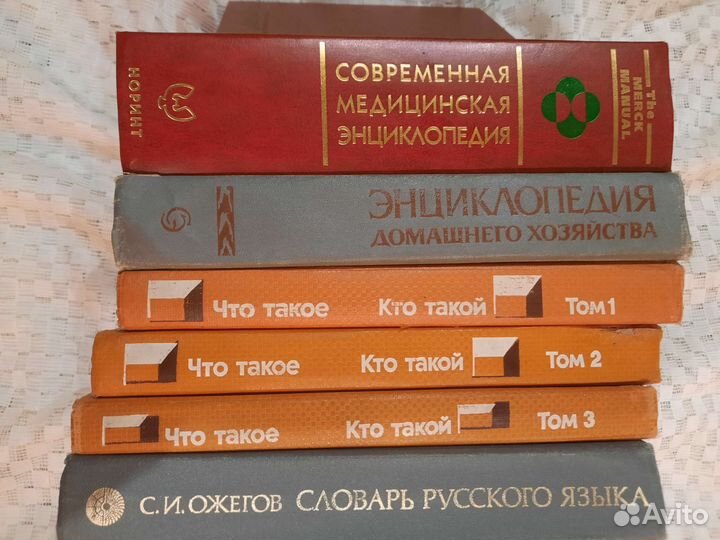 СОВРЕМЕННАЯ
МЕДИЦИНСКАЯ
ЭНЦИКЛОПЕДИЯ
НОРИНТ
The
MERCK
MANUAL
ЭНЦИКЛОПЕДИЯ
ДОМАШНЕГО ХОЗЯЙСТВА
Что такое Кто такой Том 1
Что такое Кто такой Том 2
Что такое Кто такой Том 3
С.И. ОЖЕГОВ СЛОВАРЬ РУССКОГО ЯЗЫКА
Avito